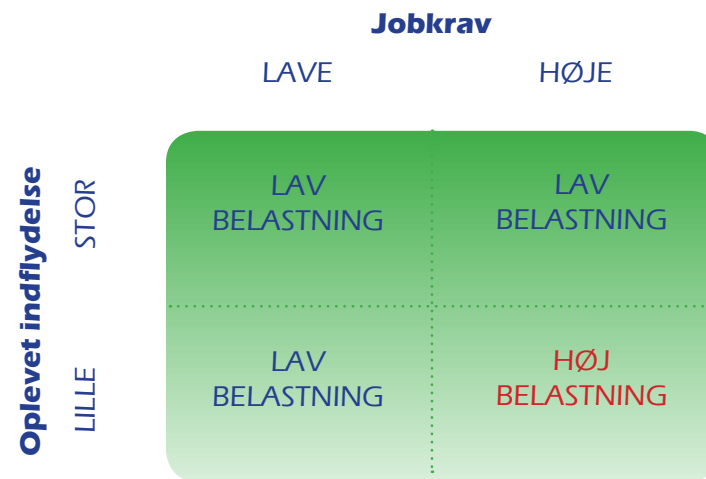 Jobkrav
LAVE HØJE
Oplevet indflydelse
STOR
LAV
BELASTNING
LAV
BELASTNING
LILLE
LAV
BELASTNING
HØJ
BELASTNING